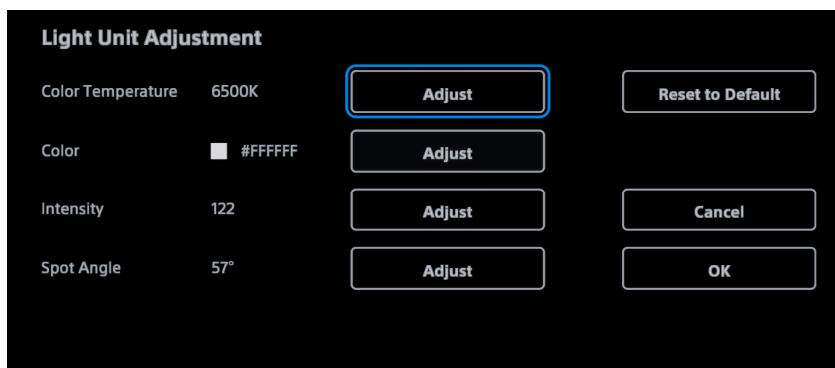 Light Unit Adjustment
Color Temperature 6500K Adjust Reset to Default
Color #FFFFFF Adjust
Intensity 122 Adjust Cancel
Spot Angle 57° Adjust OK